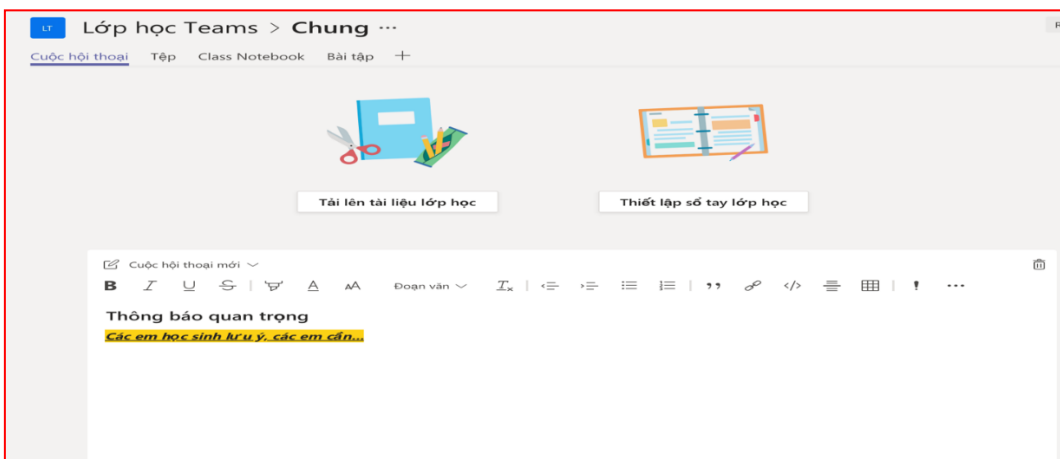 LT Lớp học Teams > Chung ...
Cuộc hội thoại Tệp Class Notebook Bài tập +
Tải lên tài liệu lớp học Thiết lập sổ tay lớp học
Cuộc hội thoại mới
B I U S A AA Đoạn văn Tx ,, </> ! ...
Thông báo quan trọng
Các em học sinh lưu ý, các em cần...